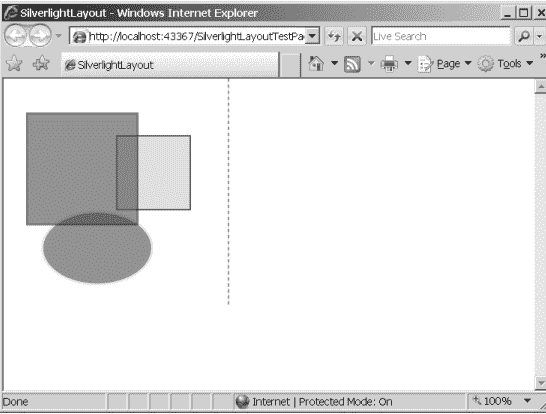 SilverlightLayout - Windows Internet Explorer
http://localhost:43367/SilverlightLayoutTestPa
Live Search
SilverlightLayout
Page
Tools
Done
Internet | Protected Mode: On
100%